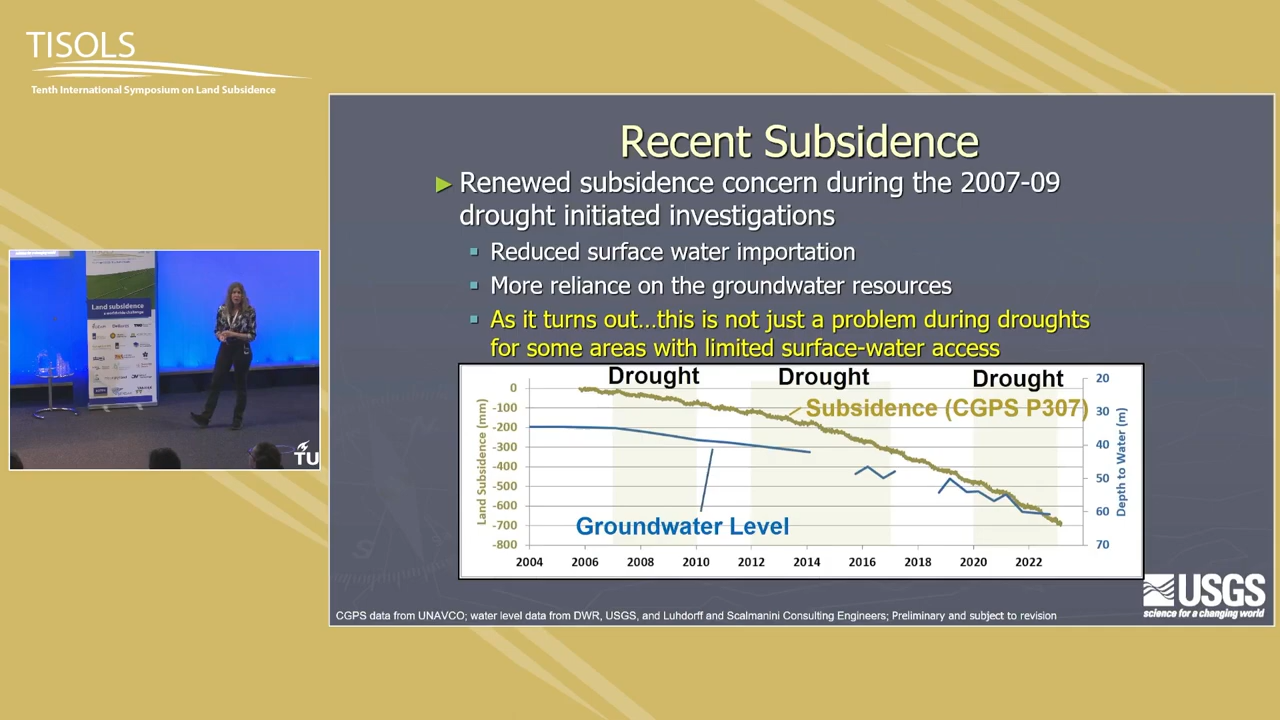 TISOLS
Tenth International Symposium on Land Subsidence
Recent Subsidence
Renewed subsidence concern during the 2007-09
drought initiated investigations
Reduced surface water importation
More reliance on the groundwater resources
As it turns out...this is not just a problem during droughts
for some areas with limited surface-water access
Drought Drought Drought
Subsidence (CGPS P307)
Groundwater Level
Land Subsidence (mm)
0
-100
-200
-300
-400
-500
-600
-700
-800
20
30
40
50
60
70
Depth to Water (m)
2004 2006 2008 2010 2012 2014 2016 2018 2020 2022
CGPS data from UNAVCO; water level data from DWR, USGS, and Luhdorff and Scalmanini Consulting Engineers; Preliminary and subject to revision
USGS
science for a changing world
Land subsidence
TU